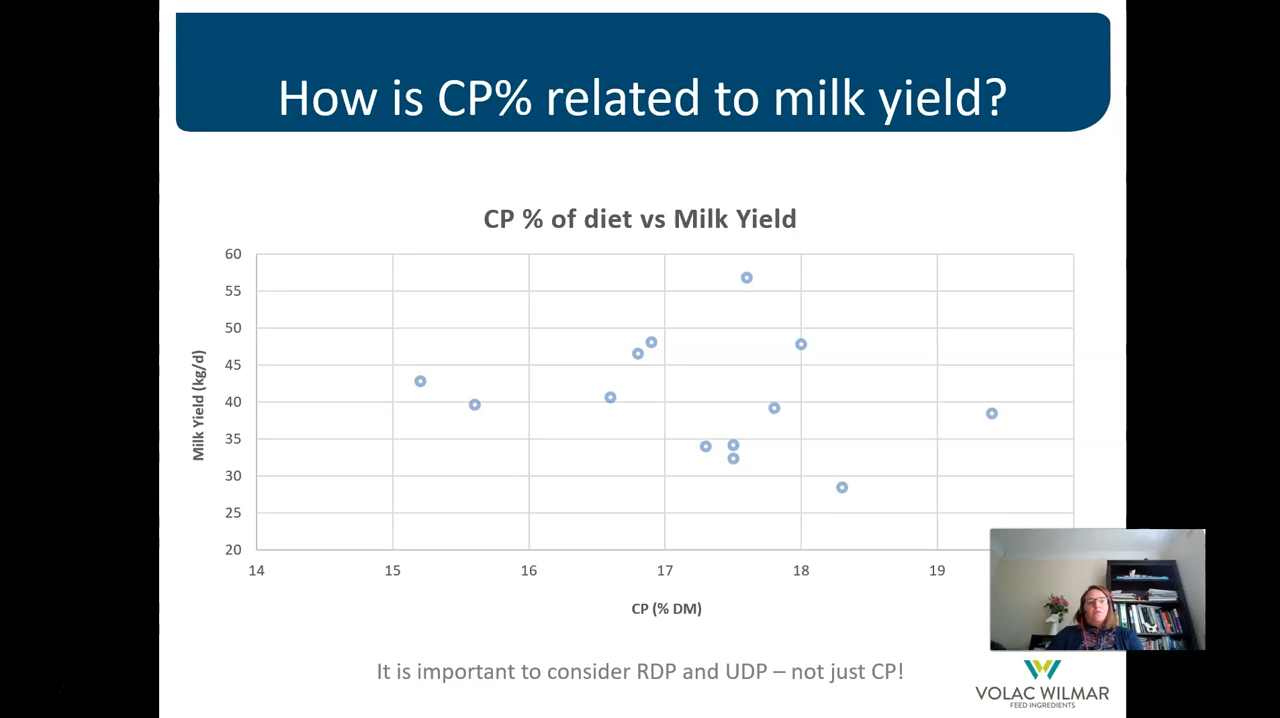 How is CP% related to milk yield?
CP % of diet vs Milk Yield
60
55
50
45
40
35
30
25
20
Milk Yield (kg/d)
14 15 16 17 18 19
CP (% DM)
It is important to consider RDP and UDP – not just CP!
VOLAC WILMAR
FEED INGREDIENTS